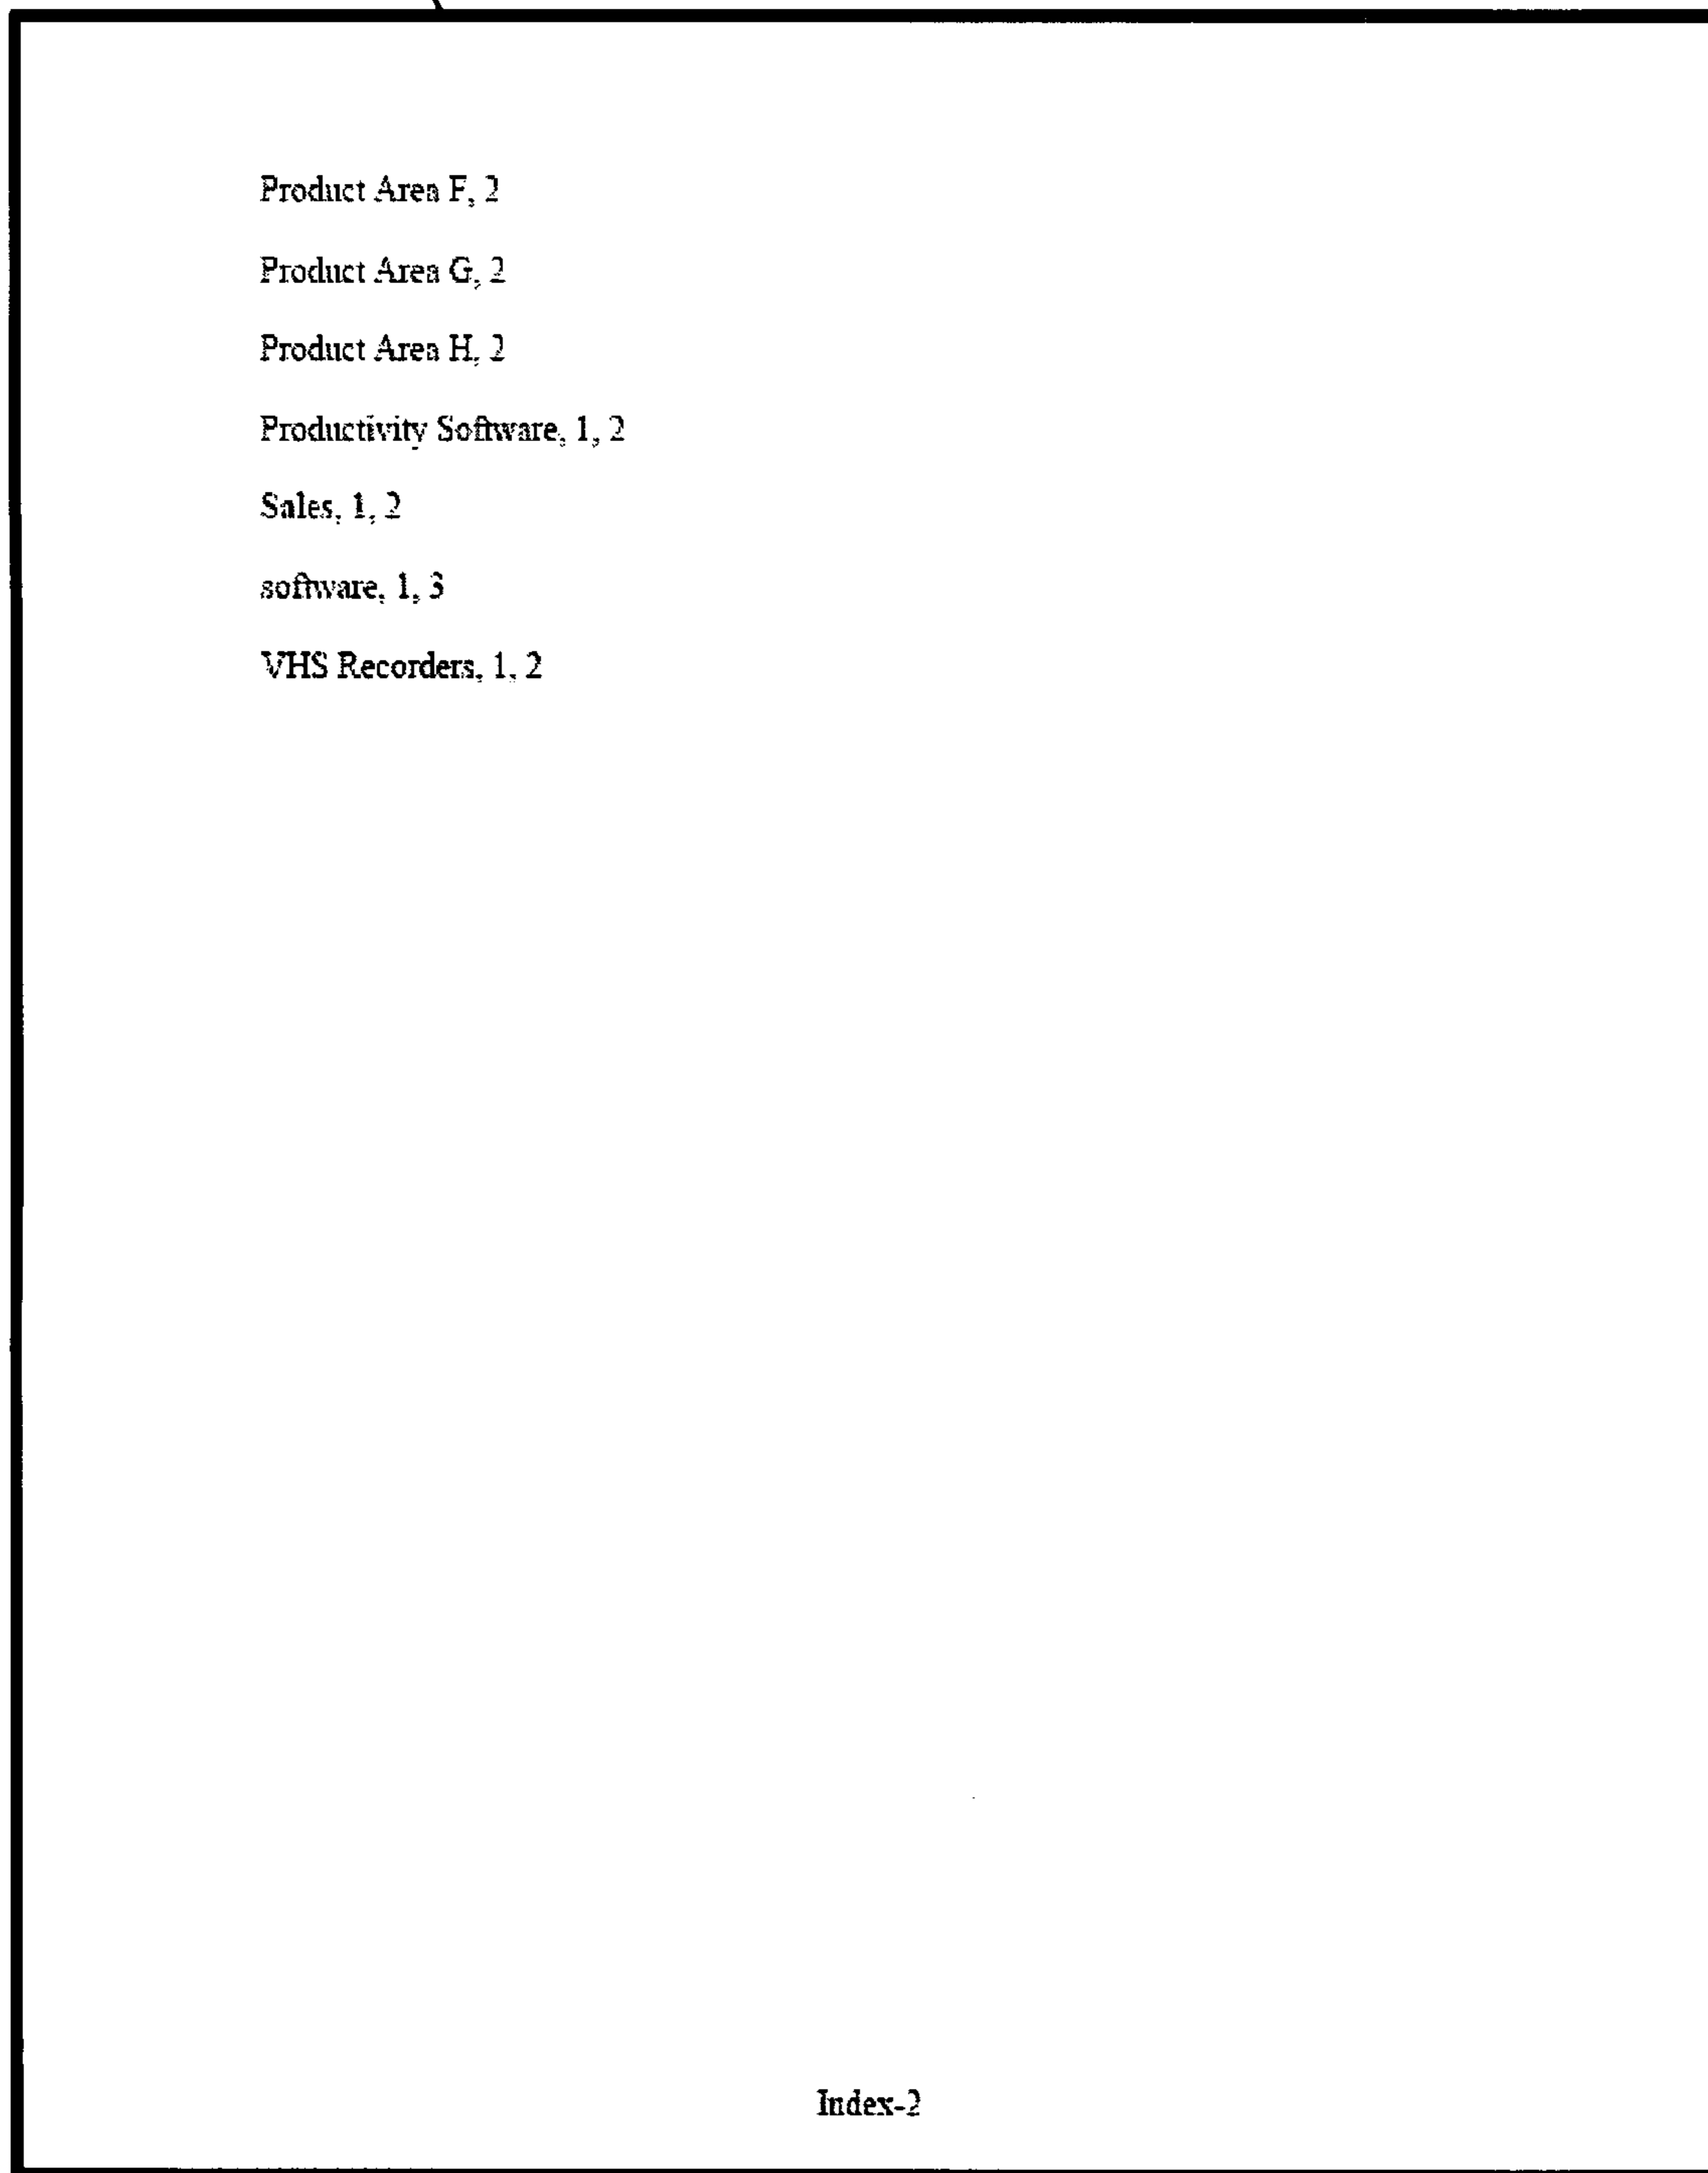 Product Area F, 2
Product Area G, 2
Product Area H, 2
Productivity Software, 1, 2
Sales, 1, 2
software, 1, 3
VHS Recorders, 1, 2
Index-2